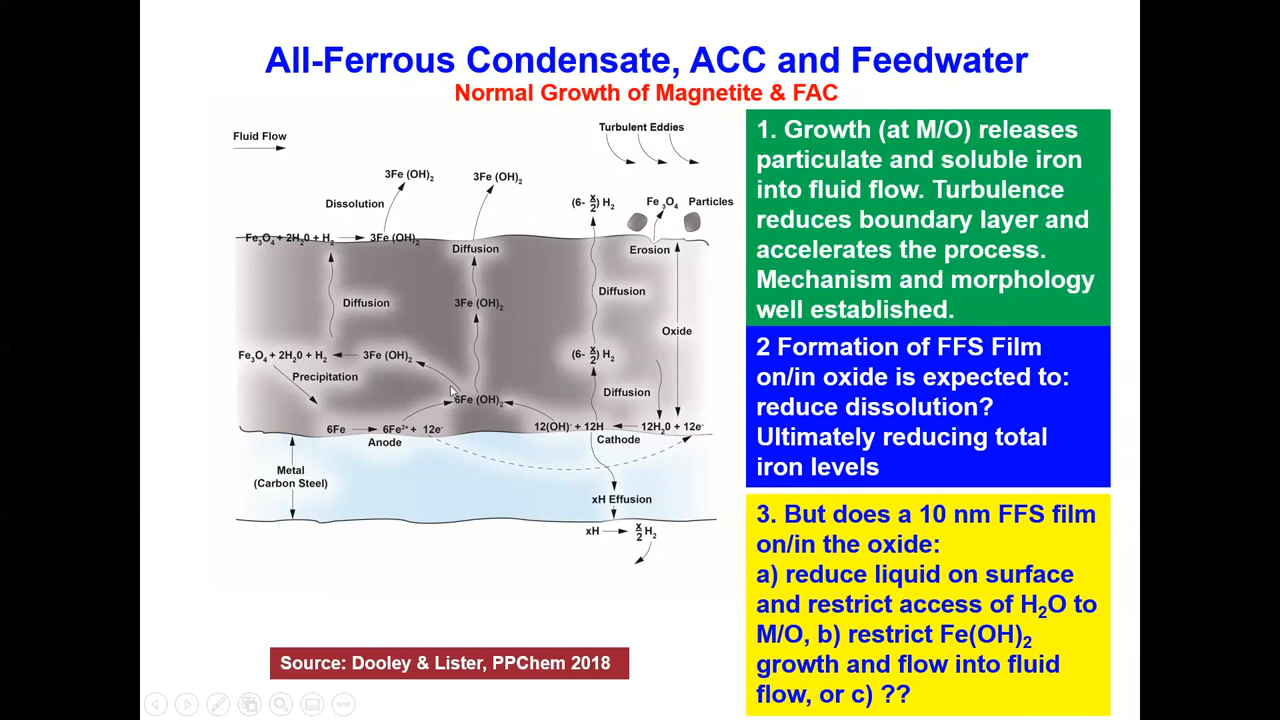 All-Ferrous Condensate, ACC and Feedwater
Normal Growth of Magnetite & FAC
Fluid Flow
Turbulent Eddies
3Fe (OH)₂
3Fe (OH)₂
Dissolution
(6- x/2) H₂
Fe ₃O₄
Particles
Fe₃O₄ + 2H₂0 + H₂
3Fe (OH)₂
Diffusion
Erosion
Diffusion
3Fe (OH)₂
Diffusion
Oxide
Fe₃O₄ + 2H₂0 + H₂
3Fe (OH)₂
(6- x/2) H₂
Precipitation
Diffusion
6Fe (OH)₂
6Fe
6Fe²⁺ + 12e⁻
12(OH)⁻ + 12H
12H₂0 + 12e⁻
Anode
Cathode
Metal
(Carbon Steel)
xH Effusion
xH
x/2 H₂
Source: Dooley & Lister, PPChem 2018
1. Growth (at M/O) releases
particulate and soluble iron
into fluid flow. Turbulence
reduces boundary layer and
accelerates the process.
Mechanism and morphology
well established.
2 Formation of FFS Film
on/in oxide is expected to:
reduce dissolution?
Ultimately reducing total
iron levels
3. But does a 10 nm FFS film
on/in the oxide:
a) reduce liquid on surface
and restrict access of H₂O to
M/O, b) restrict Fe(OH)₂
growth and flow into fluid
flow, or c) ??